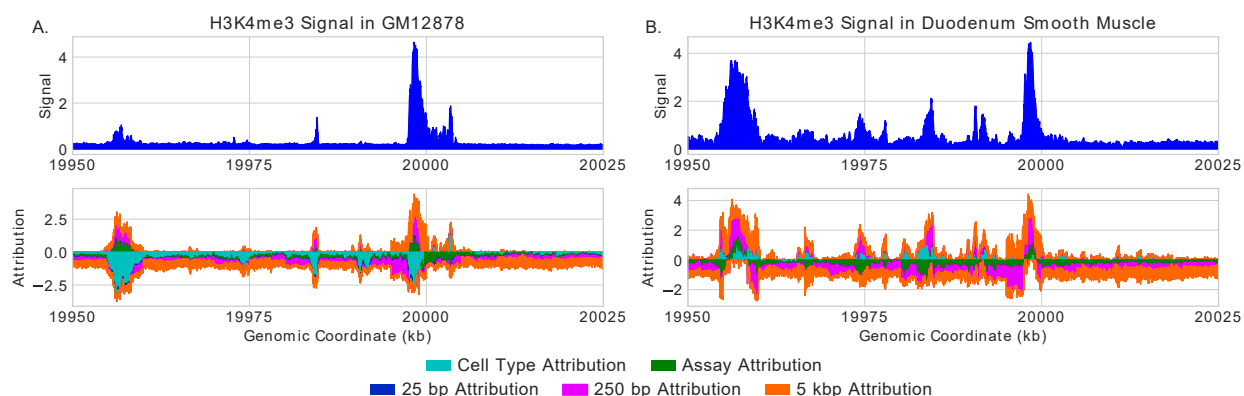 A.
H3K4me3 Signal in GM12878
4
2
0
Signal
19950 19975 20000 20025
2.5
0.0
−2.5
Attribution
19950 19975 20000 20025
Genomic Coordinate (kb)
B.
H3K4me3 Signal in Duodenum Smooth Muscle
4
2
0
Signal
19950 19975 20000 20025
4
2
0
−2
Attribution
19950 19975 20000 20025
Genomic Coordinate (kb)
Cell Type Attribution Assay Attribution
25 bp Attribution 250 bp Attribution 5 kbp Attribution